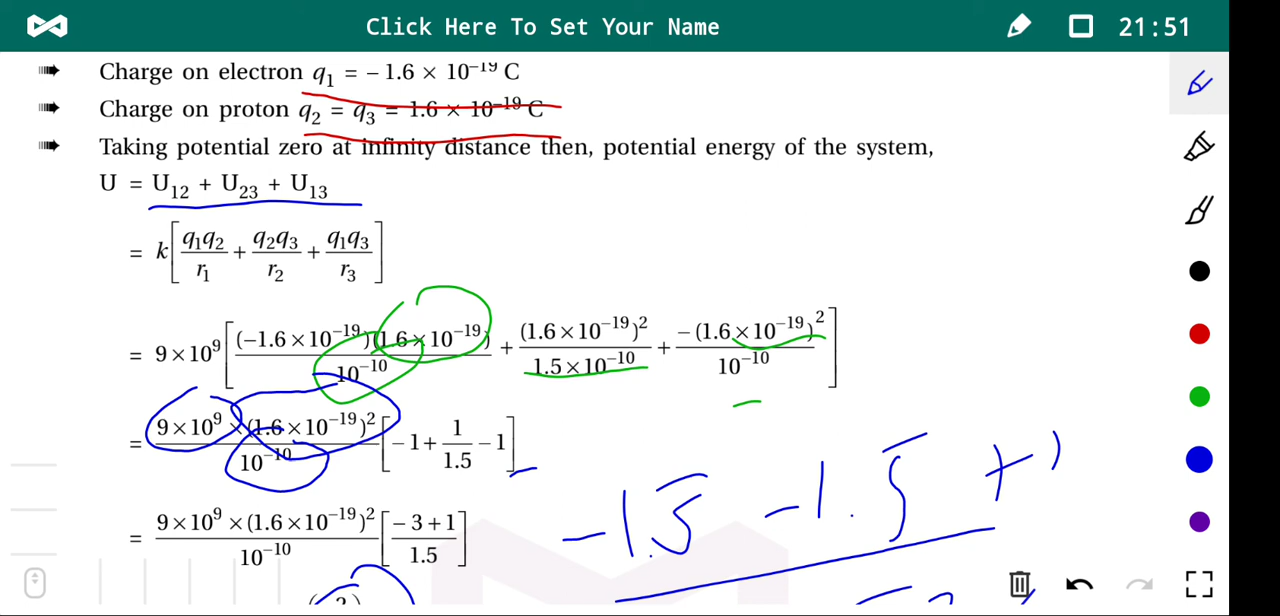 Click Here To Set Your Name 21:51
➠ Charge on electron q₁ = – 1.6 × 10⁻¹⁹ C
➠ Charge on proton q₂ = q₃ = 1.6 × 10⁻¹⁹ C
➠ Taking potential zero at infinity distance then, potential energy of the system,
U = U₁₂ + U₂₃ + U₁₃
= k[q₁q₂/r₁ + q₂q₃/r₂ + q₁q₃/r₃]
= 9×10⁹ [(–1.6×10⁻¹⁹)(1.6×10⁻¹⁹)/10⁻¹⁰ + (1.6×10⁻¹⁹)²/1.5×10⁻¹⁰ + –(1.6×10⁻¹⁹)²/10⁻¹⁰]
= 9×10⁹ × (1.6×10⁻¹⁹)²/10⁻¹⁰ [–1 + 1/1.5 – 1]
–1.5 –1.5 +1
= 9×10⁹ × (1.6×10⁻¹⁹)²/10⁻¹⁰ [–3+1/1.5]